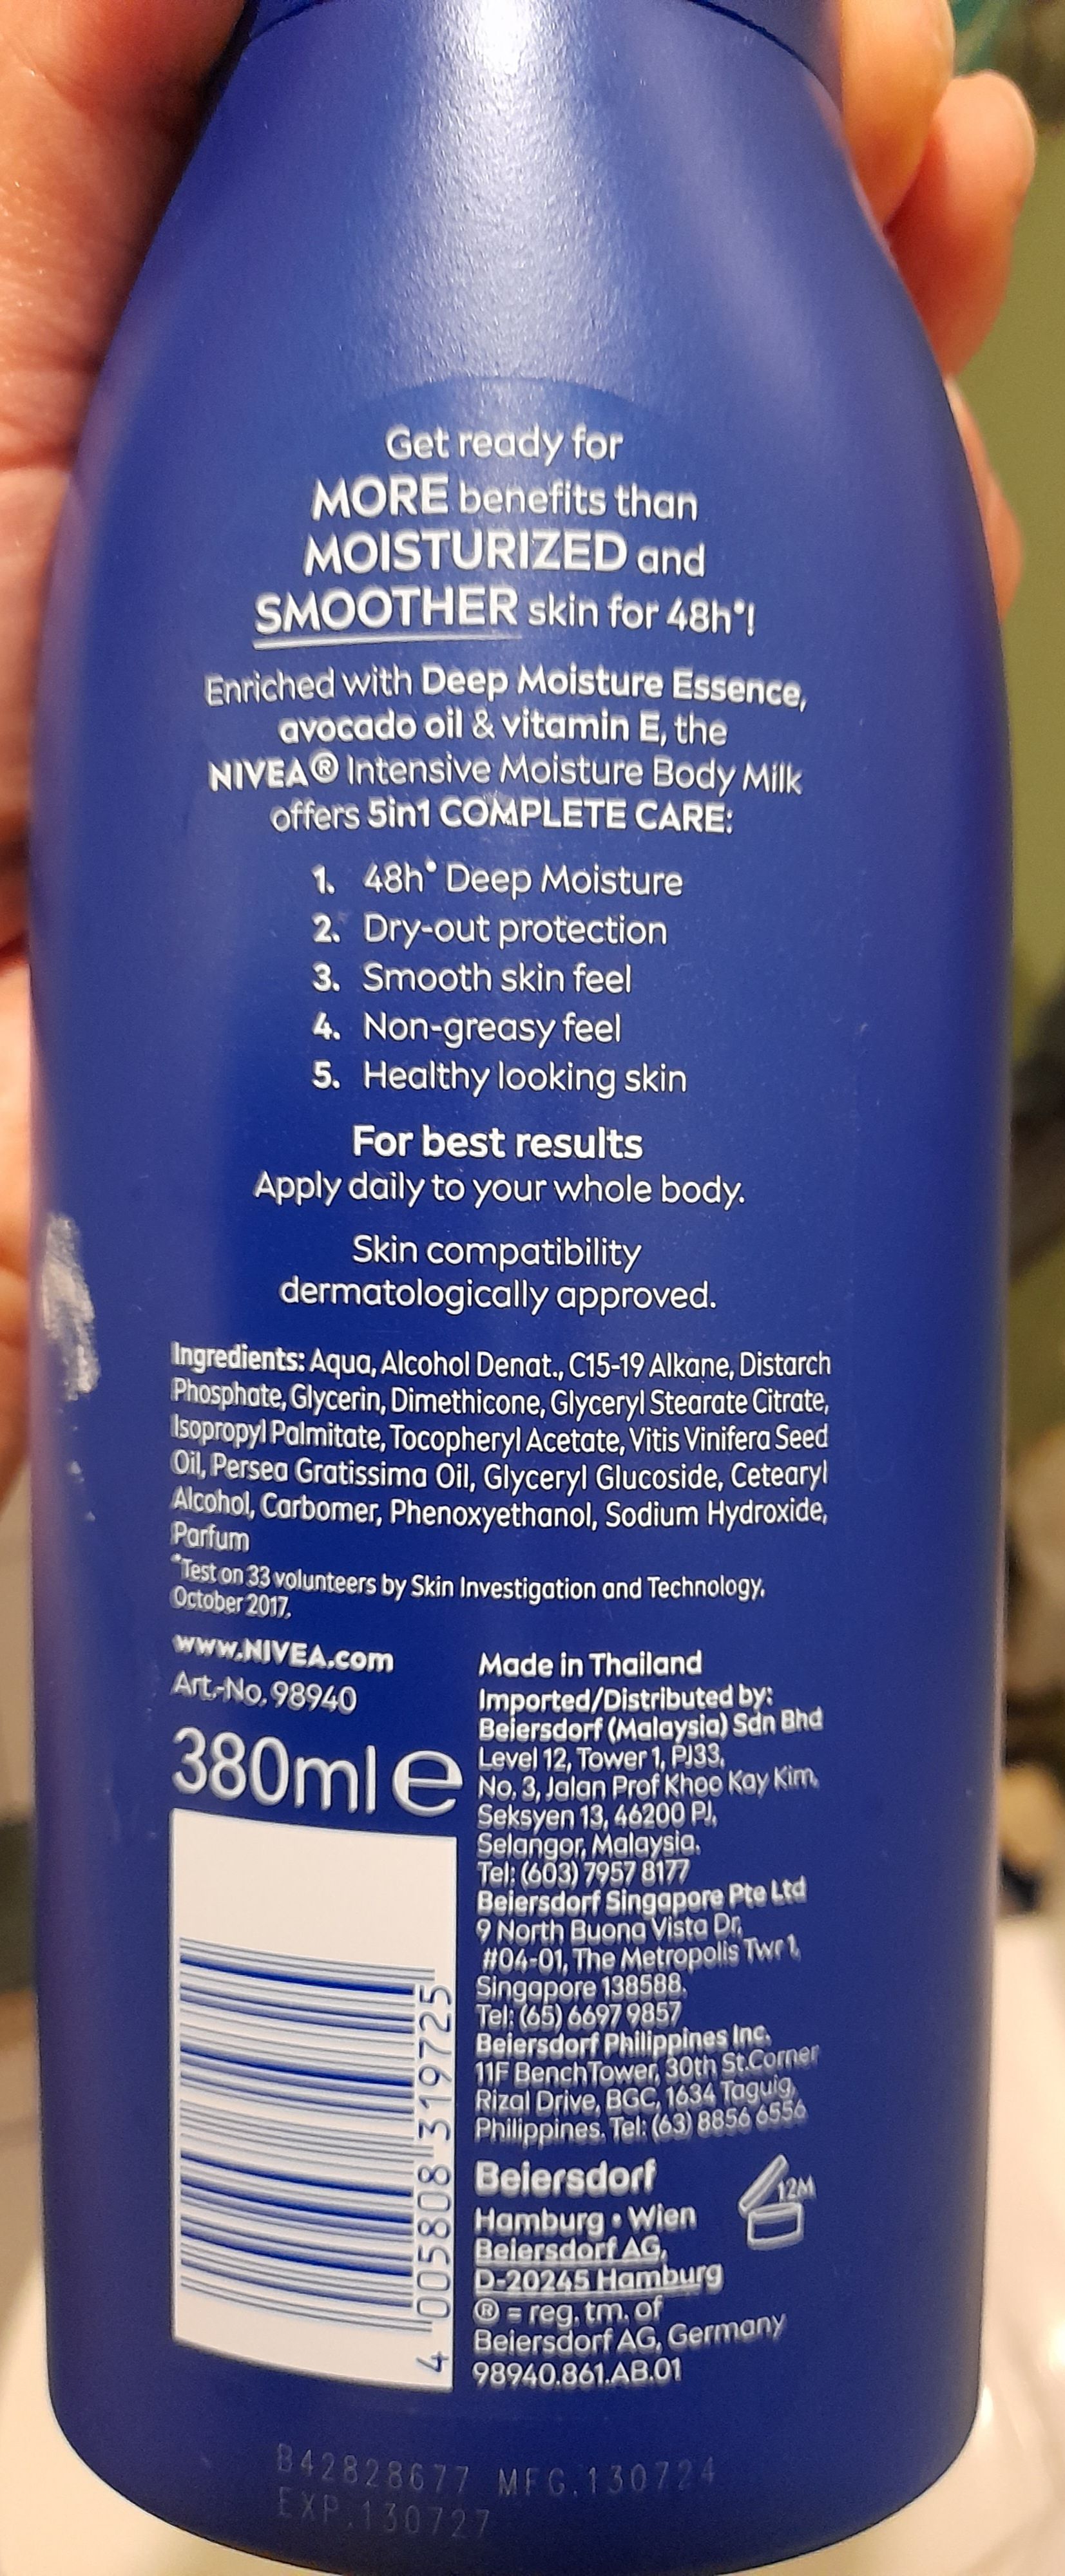 Get ready for
MORE benefits than
MOISTURIZED and
SMOOTHER skin for 48h*!
Enriched with Deep Moisture Essence,
avocado oil & vitamin E, the
NIVEA® Intensive Moisture Body Milk
offers 5in1 COMPLETE CARE:
1. 48h* Deep Moisture
2. Dry-out protection
3. Smooth skin feel
4. Non-greasy feel
5. Healthy looking skin
For best results
Apply daily to your whole body.
Skin compatibility
dermatologically approved.
Ingredients: Aqua, Alcohol Denat., C15-19 Alkane, Distarch
Phosphate, Glycerin, Dimethicone, Glyceryl Stearate Citrate,
Isopropyl Palmitate, Tocopheryl Acetate, Vitis Vinifera Seed
Oil, Persea Gratissima Oil, Glyceryl Glucoside, Cetearyl
Alcohol, Carbomer, Phenoxyethanol, Sodium Hydroxide,
Parfum
*Test on 33 volunteers by Skin Investigation and Technology,
October 2017.
www.NIVEA.com
Art.-No. 98940
380ml e
4 005808 319725
Made in Thailand
Imported/Distributed by:
Beiersdorf (Malaysia) Sdn Bhd
Level 12, Tower 1, PJ33,
No. 3, Jalan Prof Khoo Kay Kim,
Seksyen 13, 46200 PJ,
Selangor, Malaysia.
Tel: (603) 7957 8177
Beiersdorf Singapore Pte Ltd
9 North Buona Vista Dr,
#04-01, The Metropolis Twr 1,
Singapore 138588.
Tel: (65) 6697 9857
Beiersdorf Philippines Inc.
11F BenchTower, 30th St.Corner
Rizal Drive, BGC, 1634 Taguig,
Philippines. Tel: (63) 8856 6556
Beiersdorf
Hamburg • Wien
Beiersdorf AG,
D-20245 Hamburg
® = reg. tm. of
Beiersdorf AG, Germany
98940.861.AB.01
12M
B42828677 MFG.130724
EXP.130727